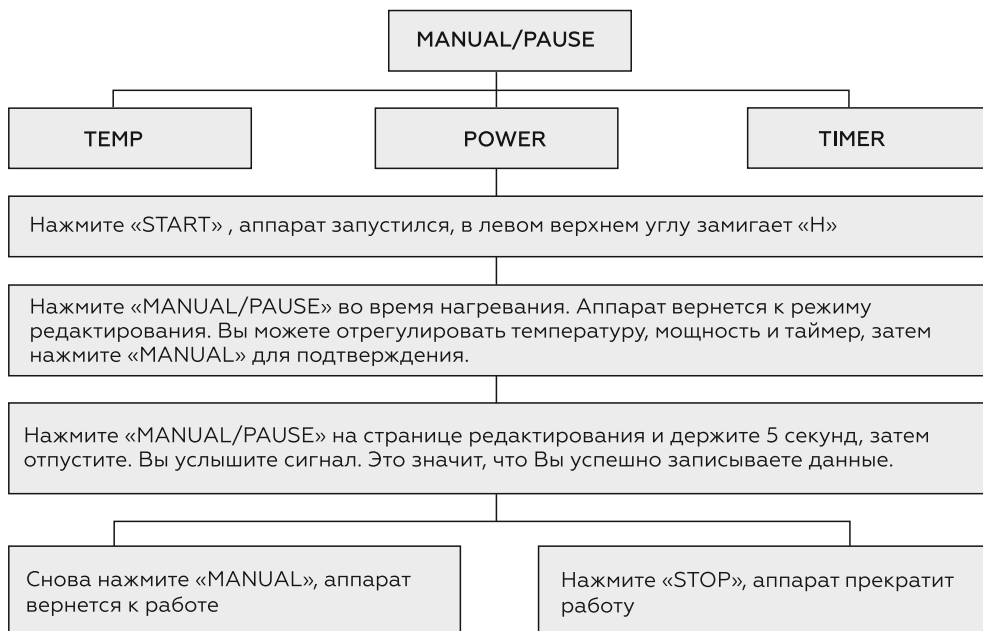 MANUAL/PAUSE
TEMP
POWER
TIMER
Нажмите «START» , аппарат запустился, в левом верхнем углу замигает «H»
Нажмите «MANUAL/PAUSE» во время нагревания. Аппарат вернется к режиму
редактирования. Вы можете отрегулировать температуру, мощность и таймер, затем
нажмите «MANUAL» для подтверждения.
Нажмите «MANUAL/PAUSE» на странице редактирования и держите 5 секунд, затем
отпустите. Вы услышите сигнал. Это значит, что Вы успешно записываете данные.
Снова нажмите «MANUAL», аппарат
вернется к работе
Нажмите «STOP», аппарат прекратит
работу